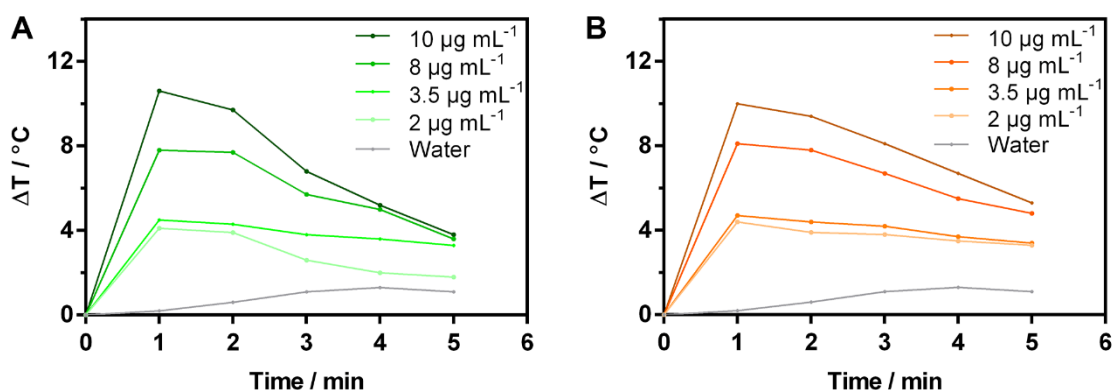 A
10 µg mL⁻¹
8 µg mL⁻¹
3.5 µg mL⁻¹
2 µg mL⁻¹
Water
12
8
4
0
ΔT / °C
0 1 2 3 4 5 6
Time / min
B
10 µg mL⁻¹
8 µg mL⁻¹
3.5 µg mL⁻¹
2 µg mL⁻¹
Water
12
8
4
0
ΔT / °C
0 1 2 3 4 5 6
Time / min